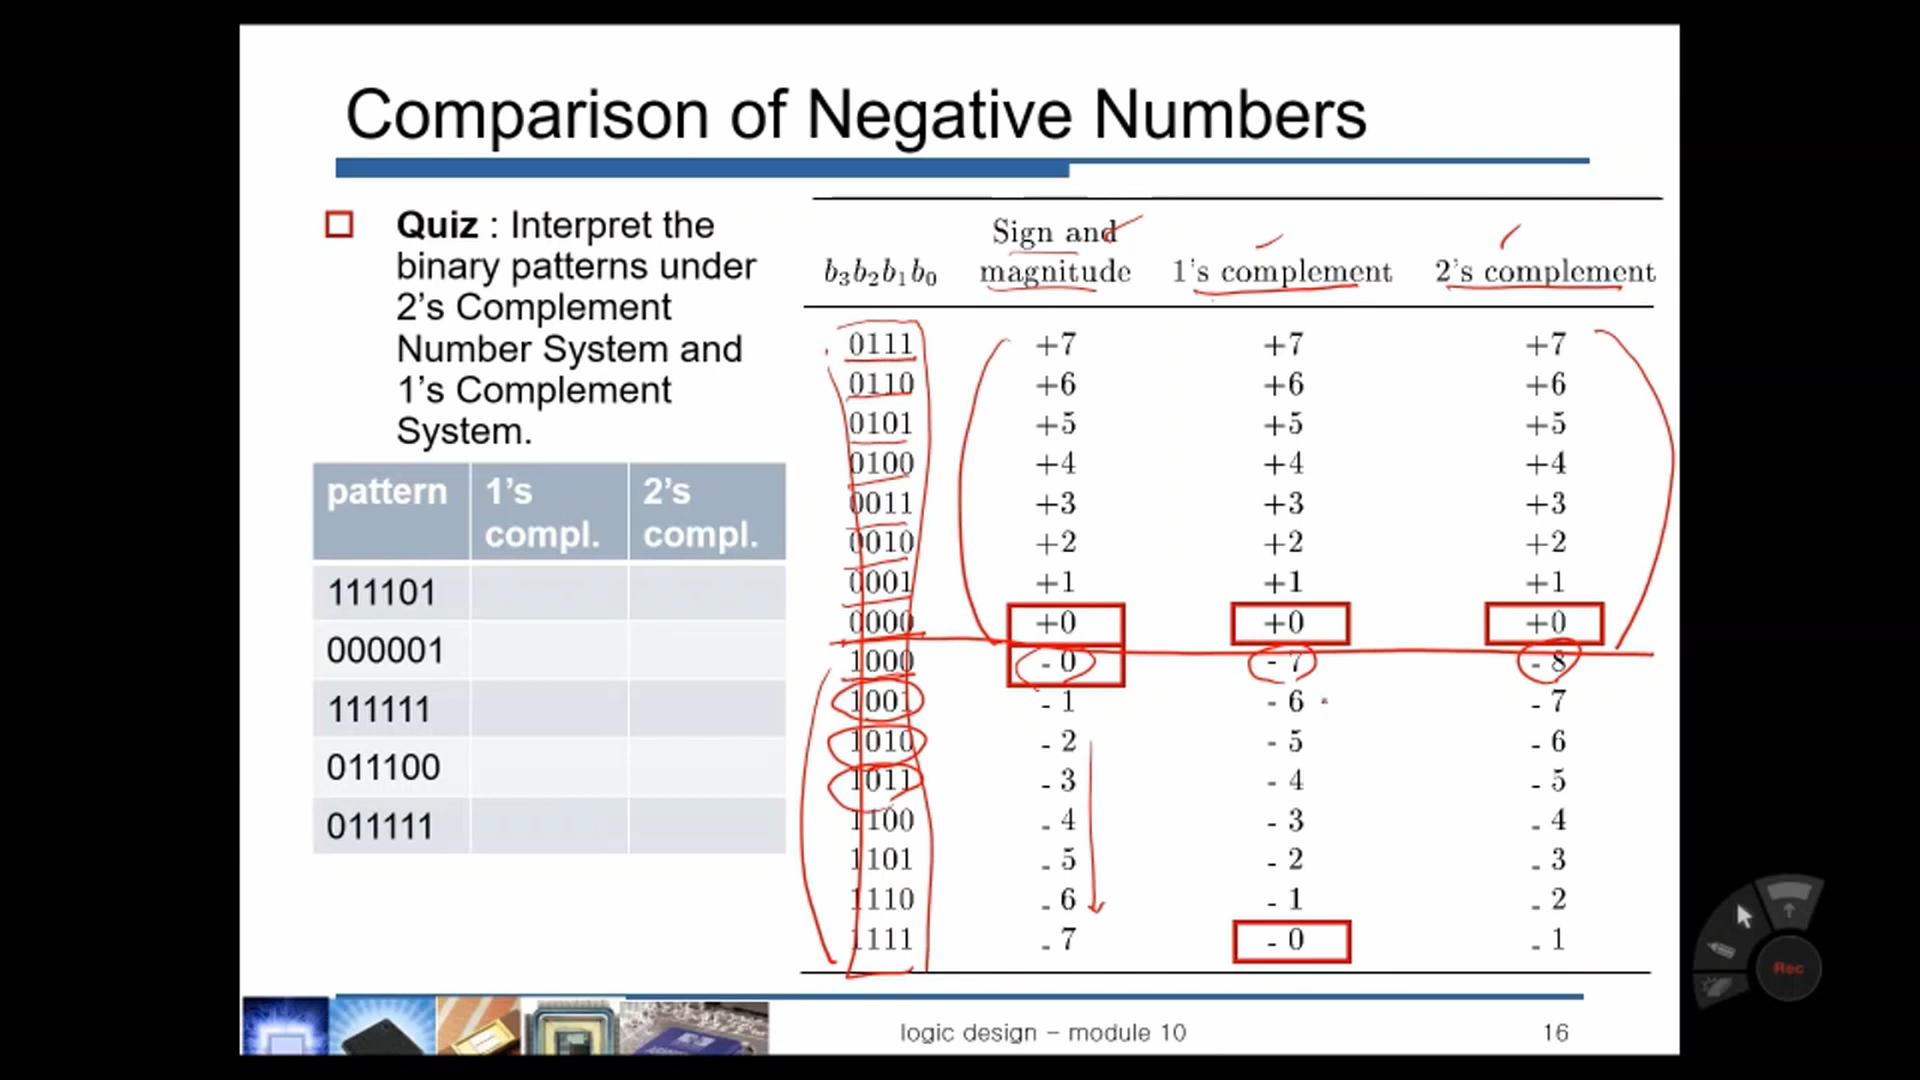 Comparison of Negative Numbers
Quiz : Interpret the
binary patterns under
2's Complement
Number System and
1's Complement
System.
pattern 1's compl. 2's compl.
111101
000001
111111
011100
011111
b3b2b1b0 Sign and magnitude 1's complement 2's complement
0111 +7 +7 +7
0110 +6 +6 +6
0101 +5 +5 +5
0100 +4 +4 +4
0011 +3 +3 +3
0010 +2 +2 +2
0001 +1 +1 +1
0000 +0 +0 +0
1000 - 0 - 7 - 8
1001 - 1 - 6 - 7
1010 - 2 - 5 - 6
1011 - 3 - 4 - 5
1100 - 4 - 3 - 4
1101 - 5 - 2 - 3
1110 - 6 - 1 - 2
1111 - 7 - 0 - 1
logic design – module 10 16
Rec